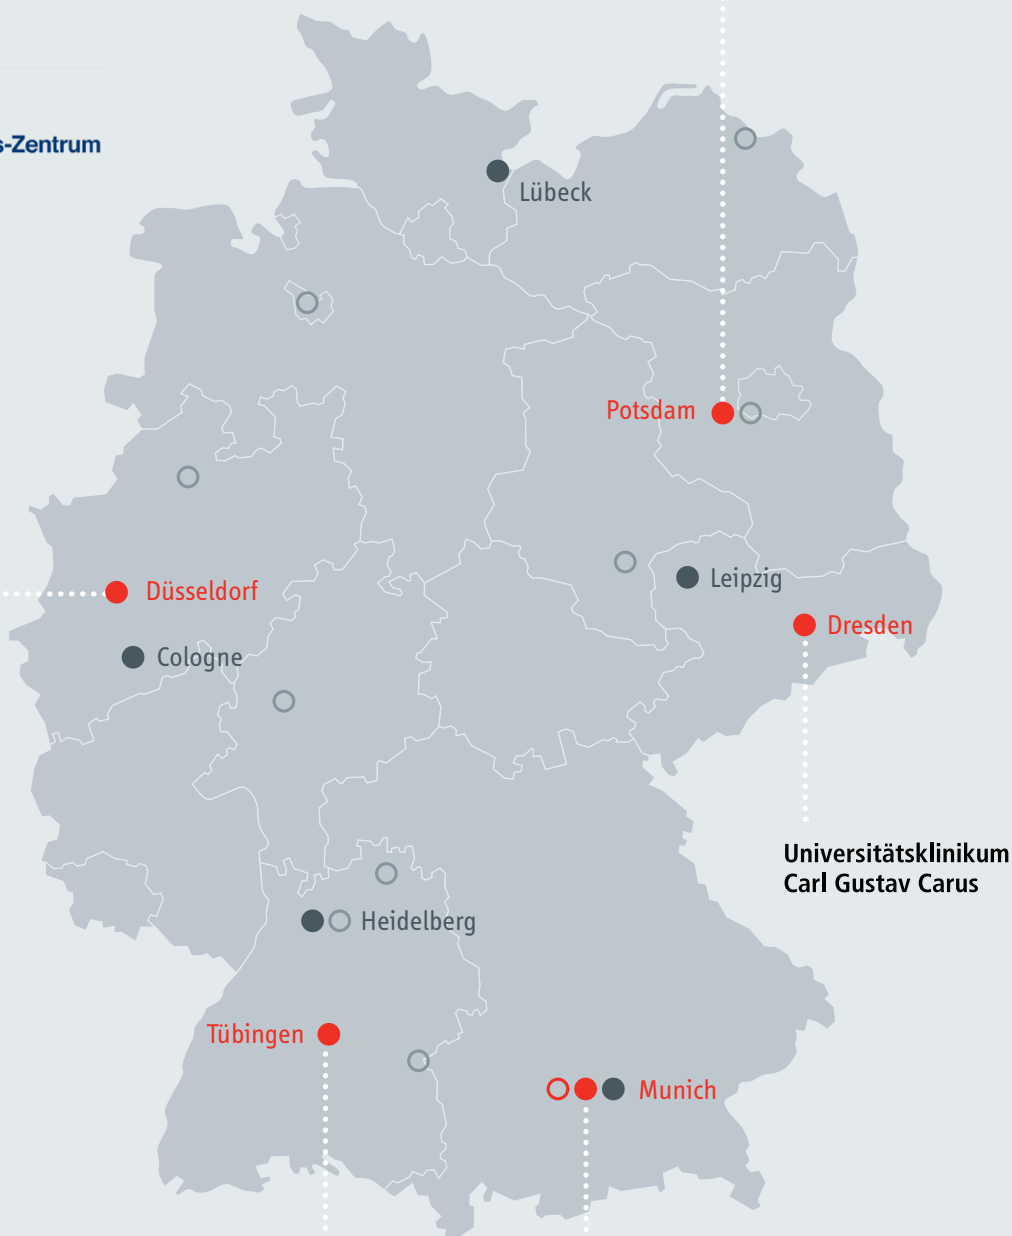 s-Zentrum
Lübeck
Potsdam
Leipzig
Düsseldorf
Dresden
Cologne
Universitätsklinikum
Carl Gustav Carus
Heidelberg
Tübingen
Munich